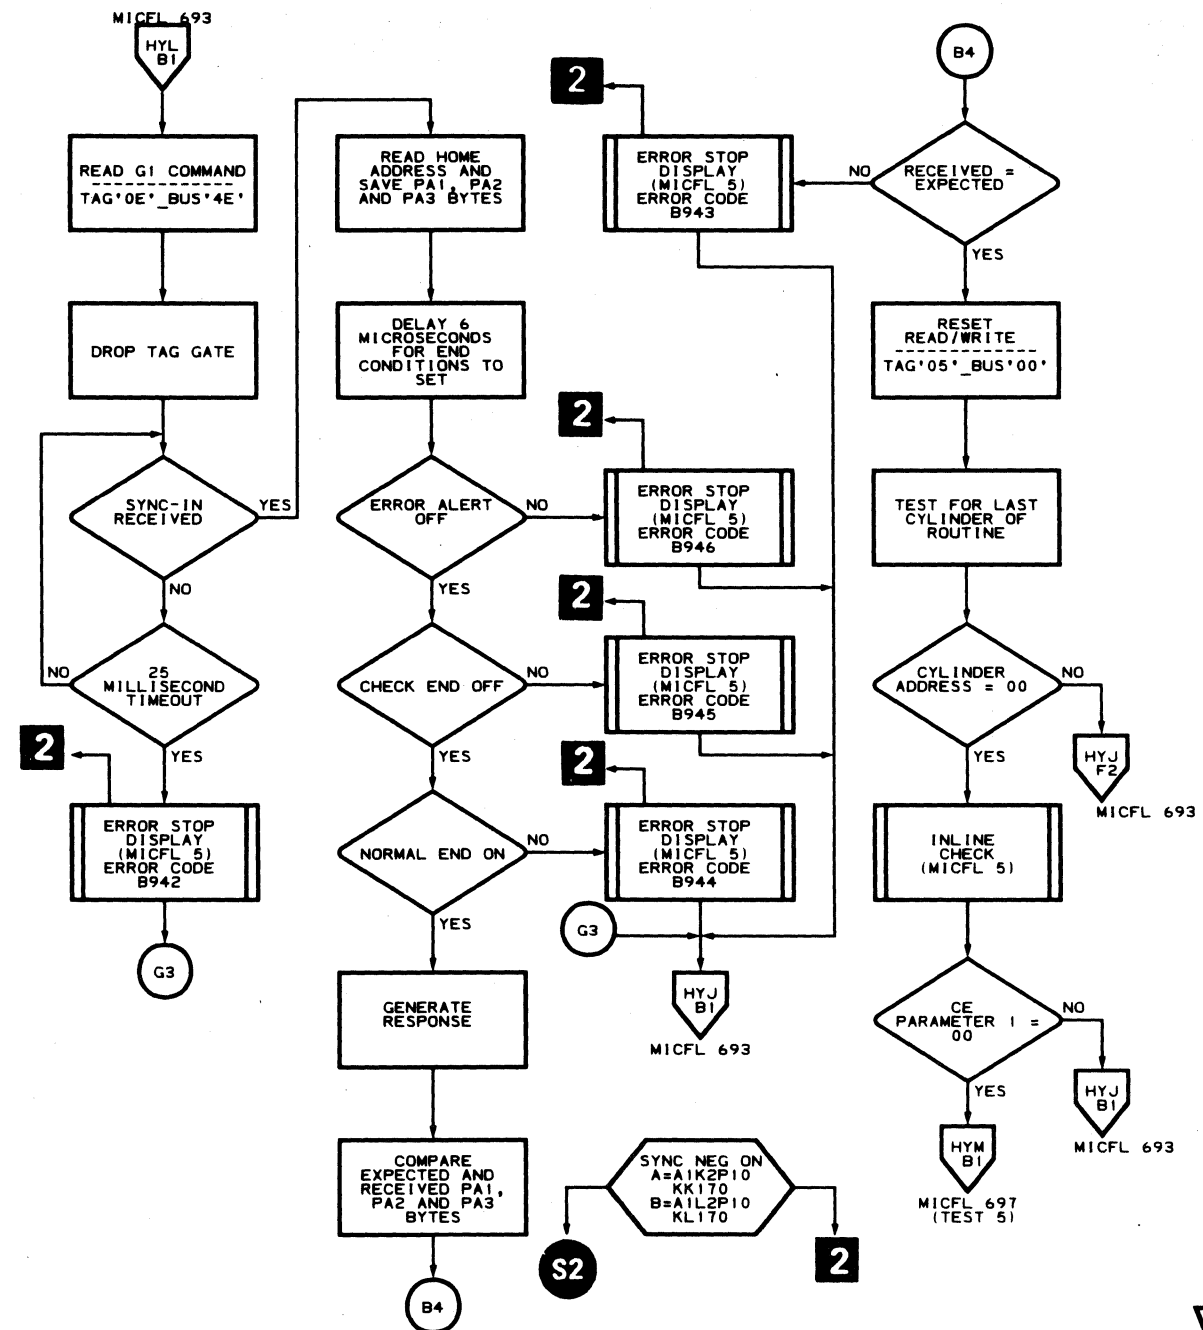 MICFL 693
HYL
B1
READ G1 COMMAND
TAG'0E'_BUS'4E'
DROP TAG GATE
SYNC-IN
RECEIVED
YES
NO
25
MILLISECOND
TIMEOUT
NO
YES
2
ERROR STOP
DISPLAY
(MICFL 5)
ERROR CODE
B942
G3
READ HOME
ADDRESS AND
SAVE PA1, PA2
AND PA3 BYTES
DELAY 6
MICROSECONDS
FOR END
CONDITIONS TO
SET
ERROR ALERT
OFF
NO
YES
CHECK END OFF
NO
YES
NORMAL END ON
NO
YES
GENERATE
RESPONSE
COMPARE
EXPECTED AND
RECEIVED PA1,
PA2 AND PA3
BYTES
B4
2
ERROR STOP
DISPLAY
(MICFL 5)
ERROR CODE
B943
2
ERROR STOP
DISPLAY
(MICFL 5)
ERROR CODE
B946
2
ERROR STOP
DISPLAY
(MICFL 5)
ERROR CODE
B945
2
ERROR STOP
DISPLAY
(MICFL 5)
ERROR CODE
B944
G3
HYJ
B1
MICFL 693
SYNC NEG ON
A=A1K2P10
KK170
B=A1L2P10
KL170
S2
2
B4
RECEIVED =
EXPECTED
NO
YES
RESET
READ/WRITE
TAG'05'_BUS'00'
TEST FOR LAST
CYLINDER OF
ROUTINE
CYLINDER
ADDRESS = 00
NO
YES
HYJ
F2
MICFL 693
INLINE
CHECK
(MICFL 5)
CE
PARAMETER 1 =
00
NO
YES
HYJ
B1
MICFL 693
HYM
B1
MICFL 697
(TEST 5)